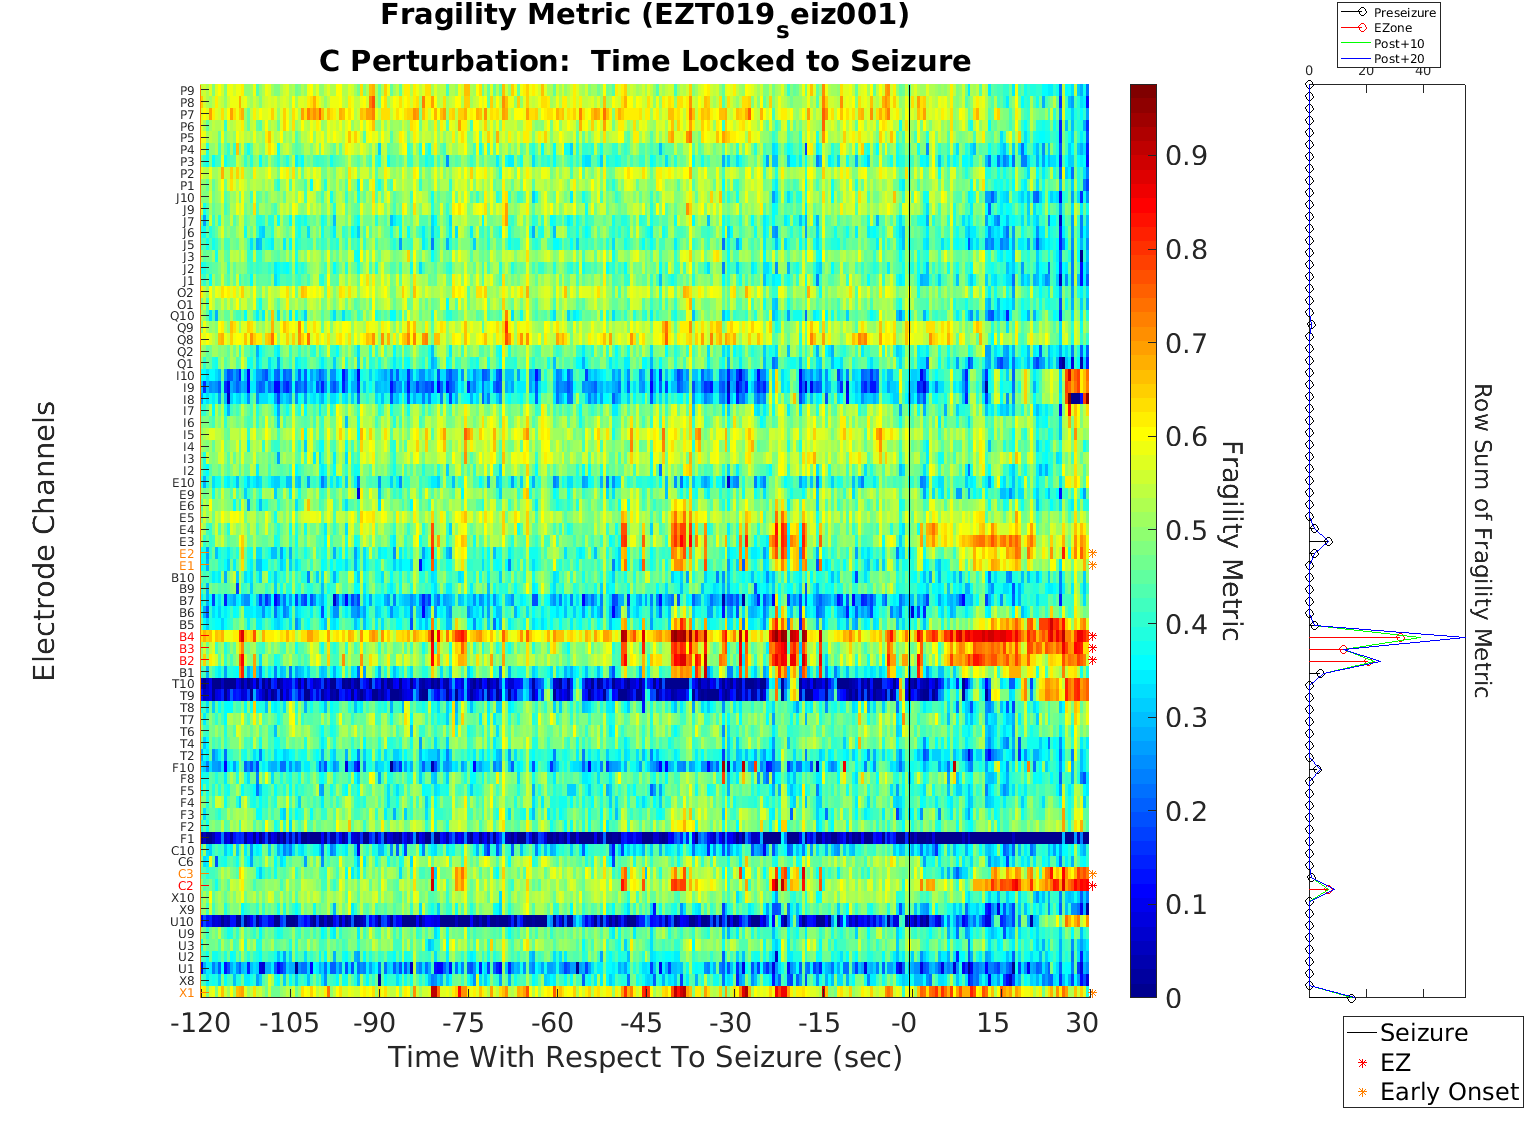 Fragility Metric (EZT019seiz001)
C Perturbation: Time Locked to Seizure
Preseizure
EZone
Post+10
Post+20
0 20 40
P9
P8
P7
P6
P5
P4
P3
P2
P1
J10
J9
J7
J6
J5
J3
J2
J1
O2
O1
Q10
Q9
Q8
Q2
Q1
I10
I9
I8
I7
I6
I5
I4
I3
I2
E10
E9
E6
E5
E4
E3
E2
E1
B10
B9
B7
B6
B5
B4
B3
B2
B1
T10
T9
T8
T7
T6
T4
T2
F10
F8
F5
F4
F3
F2
F1
C10
C6
C3
C2
X10
X9
U10
U9
U3
U2
U1
X8
X1
Electrode Channels
-120 -105 -90 -75 -60 -45 -30 -15 -0 15 30
Time With Respect To Seizure (sec)
0.9
0.8
0.7
0.6
0.5
0.4
0.3
0.2
0.1
0
Fragility Metric
Row Sum of Fragility Metric
Seizure
EZ
Early Onset